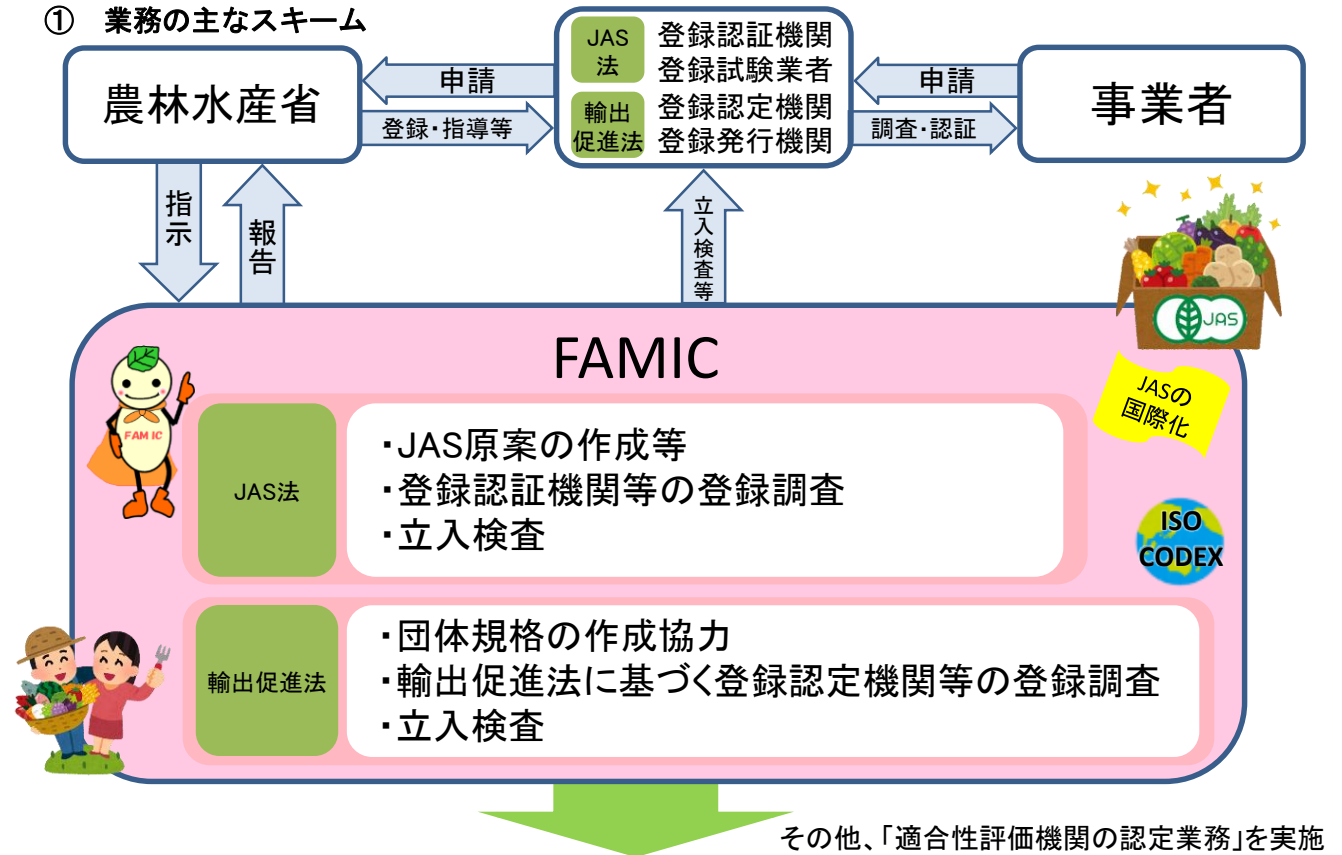 ① 業務の主なスキーム
農林水産省
申請
登録・指導等
JAS
法
登録認証機関
登録試験業者
輸出
促進法
登録認定機関
登録発行機関
申請
調査・認証
事業者
指示
報告
立入検査等
JAS
FAMIC
JASの
国際化
FAMIC
JAS法
・JAS原案の作成等
・登録認証機関等の登録調査
・立入検査
ISO
CODEX
輸出促進法
・団体規格の作成協力
・輸出促進法に基づく登録認定機関等の登録調査
・立入検査
その他、「適合性評価機関の認定業務」を実施